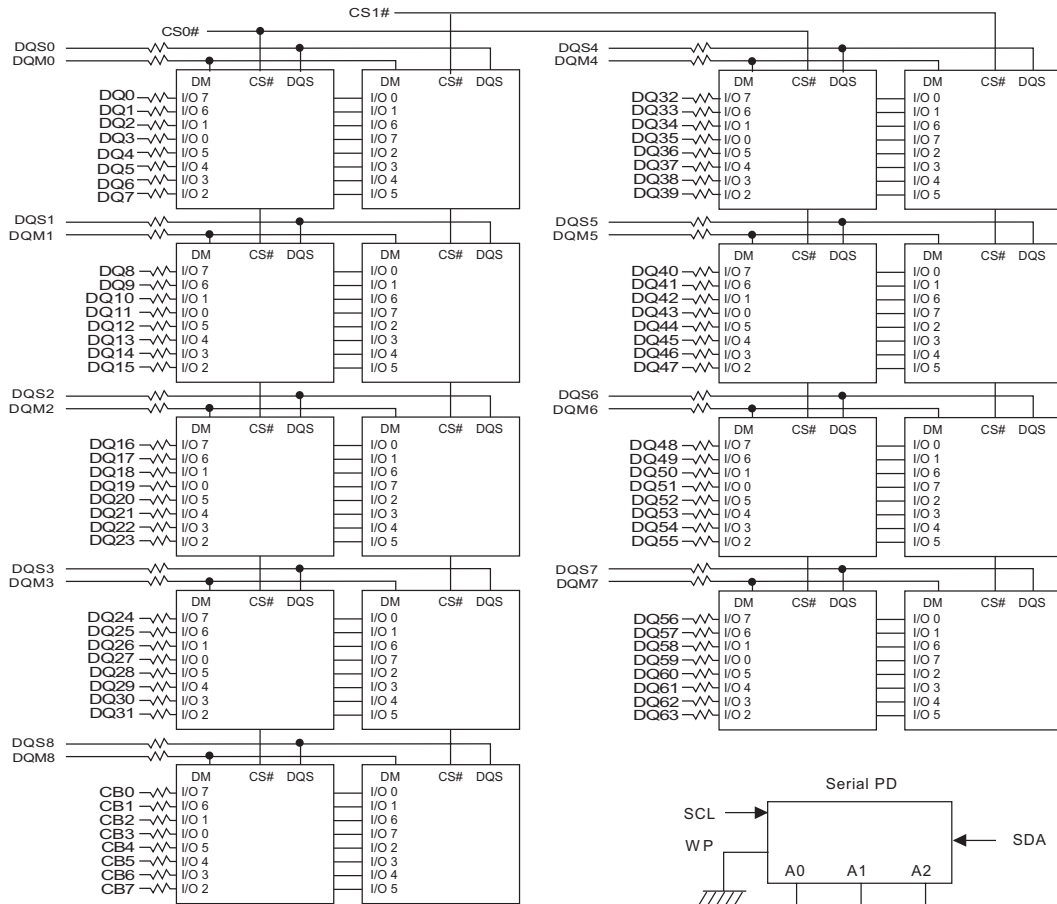 CS1#
CS0#
DQS0
DQM0
DM CS# DQS
DM CS# DQS
DQ0 I/O 7 I/O 0
DQ1 I/O 6 I/O 1
DQ2 I/O 1 I/O 6
DQ3 I/O 0 I/O 7
DQ4 I/O 5 I/O 2
DQ5 I/O 4 I/O 3
DQ6 I/O 3 I/O 4
DQ7 I/O 2 I/O 5
DQS1
DQM1
DM CS# DQS
DM CS# DQS
DQ8 I/O 7 I/O 0
DQ9 I/O 6 I/O 1
DQ10 I/O 1 I/O 6
DQ11 I/O 0 I/O 7
DQ12 I/O 5 I/O 2
DQ13 I/O 4 I/O 3
DQ14 I/O 3 I/O 4
DQ15 I/O 2 I/O 5
DQS2
DQM2
DM CS# DQS
DM CS# DQS
DQ16 I/O 7 I/O 0
DQ17 I/O 6 I/O 1
DQ18 I/O 1 I/O 6
DQ19 I/O 0 I/O 7
DQ20 I/O 5 I/O 2
DQ21 I/O 4 I/O 3
DQ22 I/O 3 I/O 4
DQ23 I/O 2 I/O 5
DQS3
DQM3
DM CS# DQS
DM CS# DQS
DQ24 I/O 7 I/O 0
DQ25 I/O 6 I/O 1
DQ26 I/O 1 I/O 6
DQ27 I/O 0 I/O 7
DQ28 I/O 5 I/O 2
DQ29 I/O 4 I/O 3
DQ30 I/O 3 I/O 4
DQ31 I/O 2 I/O 5
DQS8
DQM8
DM CS# DQS
DM CS# DQS
CB0 I/O 7 I/O 0
CB1 I/O 6 I/O 1
CB2 I/O 1 I/O 6
CB3 I/O 0 I/O 7
CB4 I/O 5 I/O 2
CB5 I/O 4 I/O 3
CB6 I/O 3 I/O 4
CB7 I/O 2 I/O 5
DQS4
DQM4
DM CS# DQS
DM CS# DQS
DQ32 I/O 7 I/O 0
DQ33 I/O 6 I/O 1
DQ34 I/O 1 I/O 6
DQ35 I/O 0 I/O 7
DQ36 I/O 5 I/O 2
DQ37 I/O 4 I/O 3
DQ38 I/O 3 I/O 4
DQ39 I/O 2 I/O 5
DQS5
DQM5
DM CS# DQS
DM CS# DQS
DQ40 I/O 7 I/O 0
DQ41 I/O 6 I/O 1
DQ42 I/O 1 I/O 6
DQ43 I/O 0 I/O 7
DQ44 I/O 5 I/O 2
DQ45 I/O 4 I/O 3
DQ46 I/O 3 I/O 4
DQ47 I/O 2 I/O 5
DQS6
DQM6
DM CS# DQS
DM CS# DQS
DQ48 I/O 7 I/O 0
DQ49 I/O 6 I/O 1
DQ50 I/O 1 I/O 6
DQ51 I/O 0 I/O 7
DQ52 I/O 5 I/O 2
DQ53 I/O 4 I/O 3
DQ54 I/O 3 I/O 4
DQ55 I/O 2 I/O 5
DQS7
DQM7
DM CS# DQS
DM CS# DQS
DQ56 I/O 7 I/O 0
DQ57 I/O 6 I/O 1
DQ58 I/O 1 I/O 6
DQ59 I/O 0 I/O 7
DQ60 I/O 5 I/O 2
DQ61 I/O 4 I/O 3
DQ62 I/O 3 I/O 4
DQ63 I/O 2 I/O 5
Serial PD
SCL
WP
SDA
A0 A1 A2